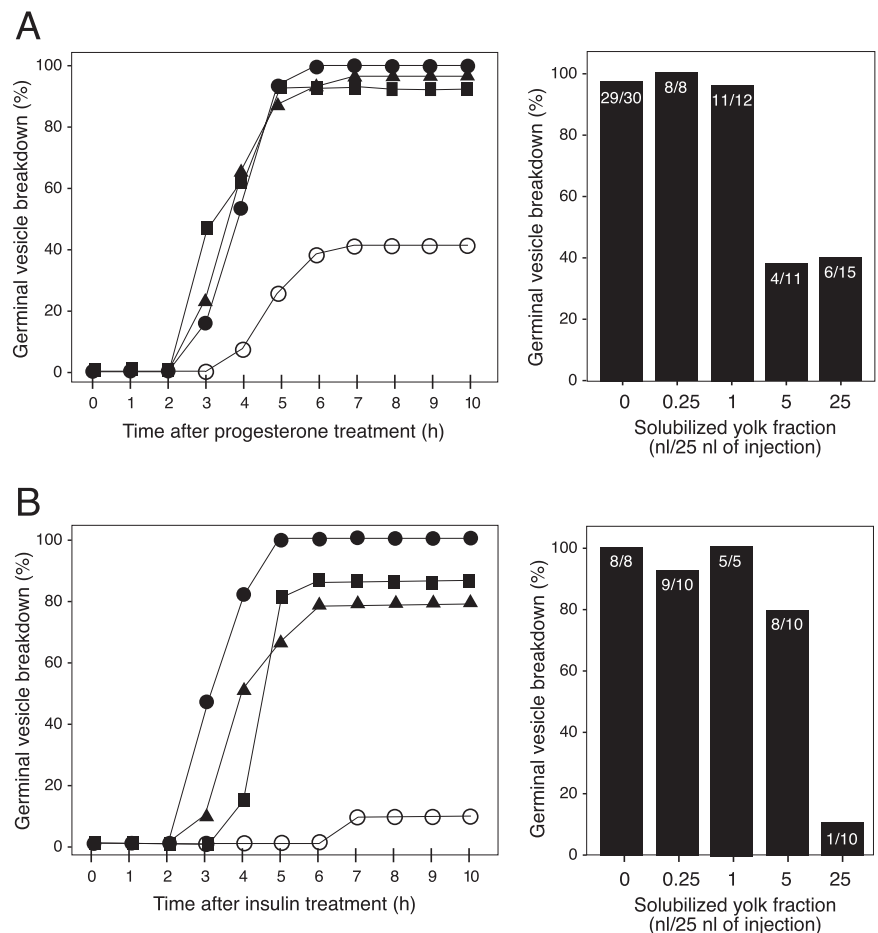 A
Germinal vesicle breakdown (%)
100
80
60
40
20
0
0 1 2 3 4 5 6 7 8 9 10
Time after progesterone treatment (h)
Germinal vesicle breakdown (%)
100
80
60
40
20
0
29/30 8/8 11/12 4/11 6/15
0 0.25 1 5 25
Solubilized yolk fraction
(nl/25 nl of injection)
B
Germinal vesicle breakdown (%)
100
80
60
40
20
0
0 1 2 3 4 5 6 7 8 9 10
Time after insulin treatment (h)
Germinal vesicle breakdown (%)
100
80
60
40
20
0
8/8 9/10 5/5 8/10 1/10
0 0.25 1 5 25
Solubilized yolk fraction
(nl/25 nl of injection)